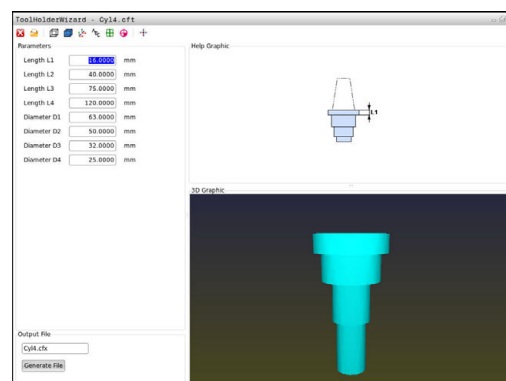 ToolHolderWizard - Cyl4.cft
Parameters
Length L1 16.0000 mm
Length L2 40.0000 mm
Length L3 75.0000 mm
Length L4 120.0000 mm
Diameter D1 63.0000 mm
Diameter D2 50.0000 mm
Diameter D3 32.0000 mm
Diameter D4 25.0000 mm
Output File
Cyl4.cfx
Generate File
Help Graphic
L1
3D Graphic